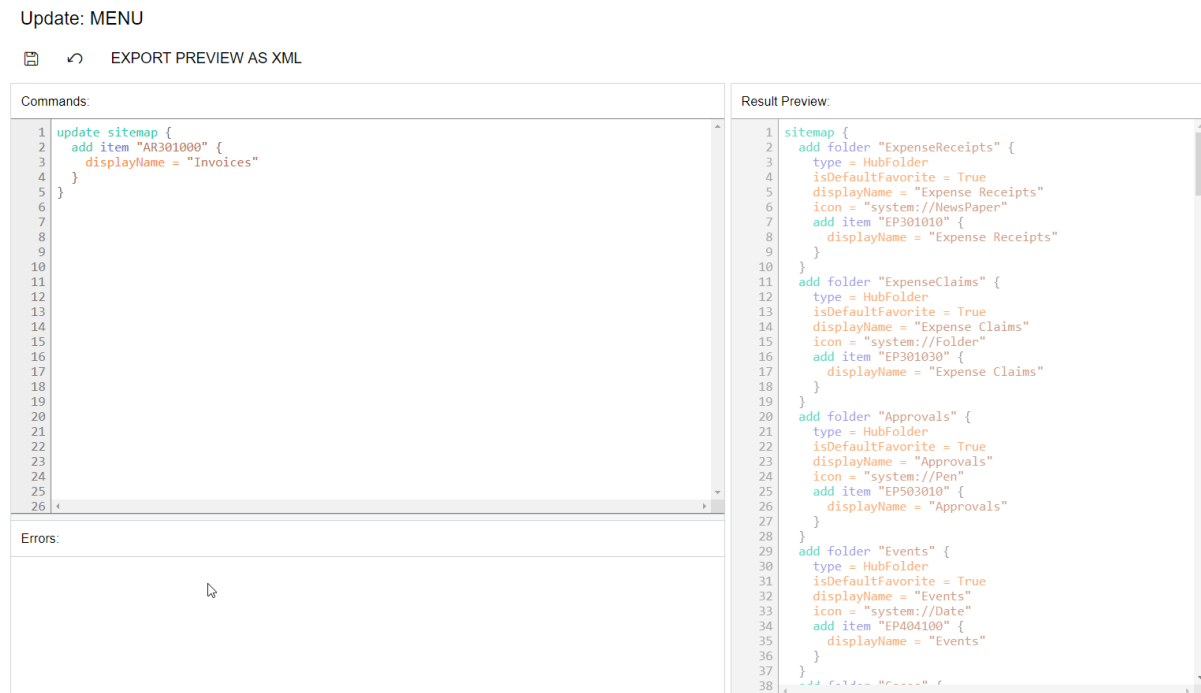 Update: MENU
EXPORT PREVIEW AS XML
Commands:
1 update sitemap {
2 add item "AR301000" {
3 displayName = "Invoices"
4 }
5 }
6
7
8
9
10
11
12
13
14
15
16
17
18
19
20
21
22
23
24
25
26
Errors:
Result Preview:
1 sitemap {
2 add folder "ExpenseReceipts" {
3 type = HubFolder
4 isDefaultFavorite = True
5 displayName = "Expense Receipts"
6 icon = "system://NewsPaper"
7 add item "EP301010" {
8 displayName = "Expense Receipts"
9 }
10 }
11 add folder "ExpenseClaims" {
12 type = HubFolder
13 isDefaultFavorite = True
14 displayName = "Expense Claims"
15 icon = "system://Folder"
16 add item "EP301030" {
17 displayName = "Expense Claims"
18 }
19 }
20 add folder "Approvals" {
21 type = HubFolder
22 isDefaultFavorite = True
23 displayName = "Approvals"
24 icon = "system://Pen"
25 add item "EP503010" {
26 displayName = "Approvals"
27 }
28 }
29 add folder "Events" {
30 type = HubFolder
31 isDefaultFavorite = True
32 displayName = "Events"
33 icon = "system://Date"
34 add item "EP404100" {
35 displayName = "Events"
36 }
37 }
38 add folder